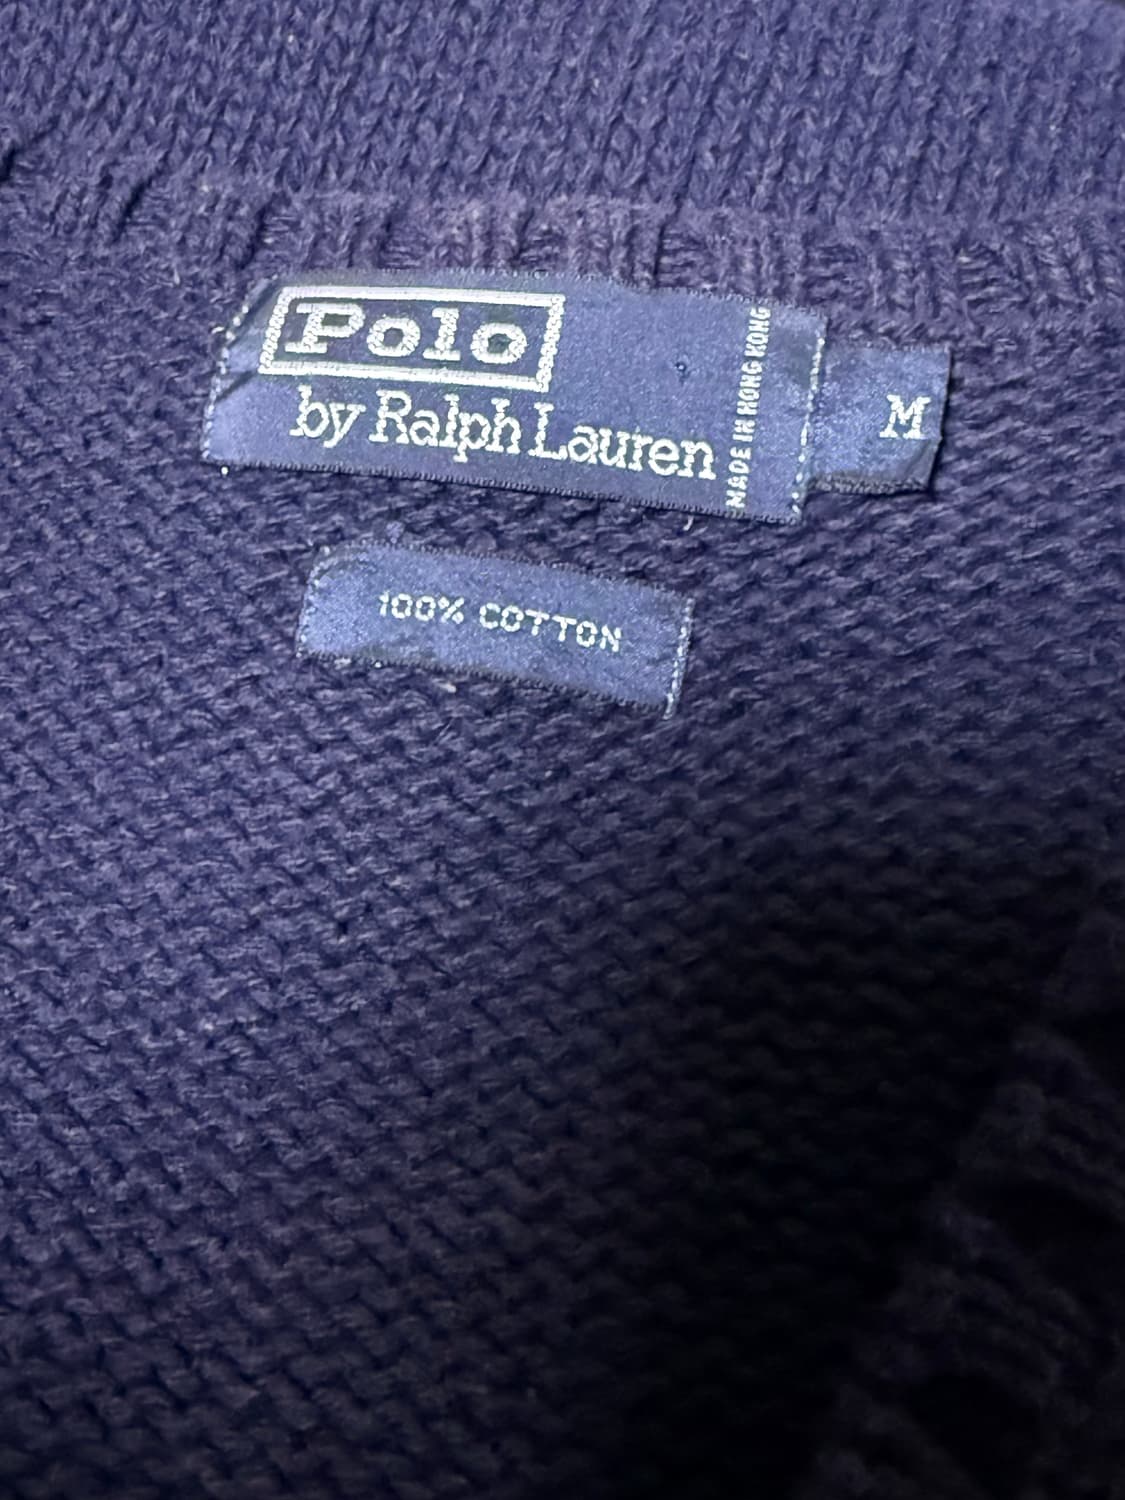 Polo
by Ralph Lauren
MADE IN HONG KONG
M
100% COTTON